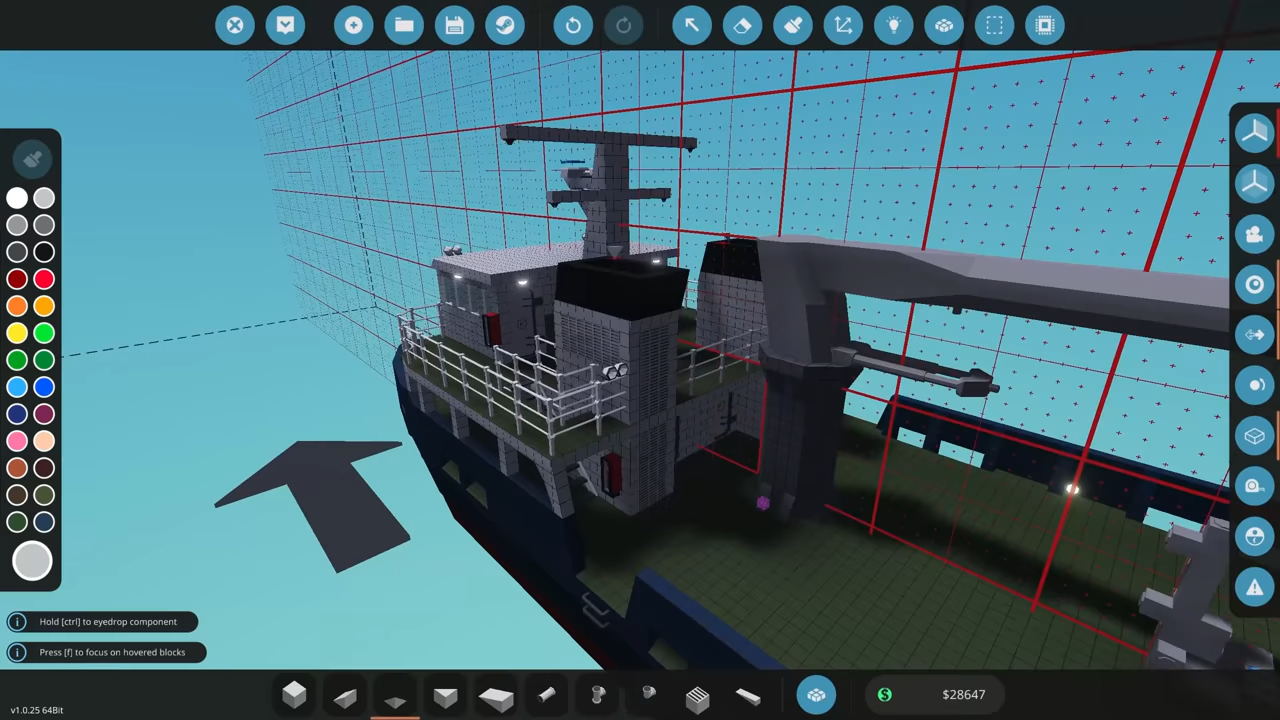 Hold [ctrl] to eyedrop component
Press [f] to focus on hovered blocks
v1.0.25 64Bit
$28647